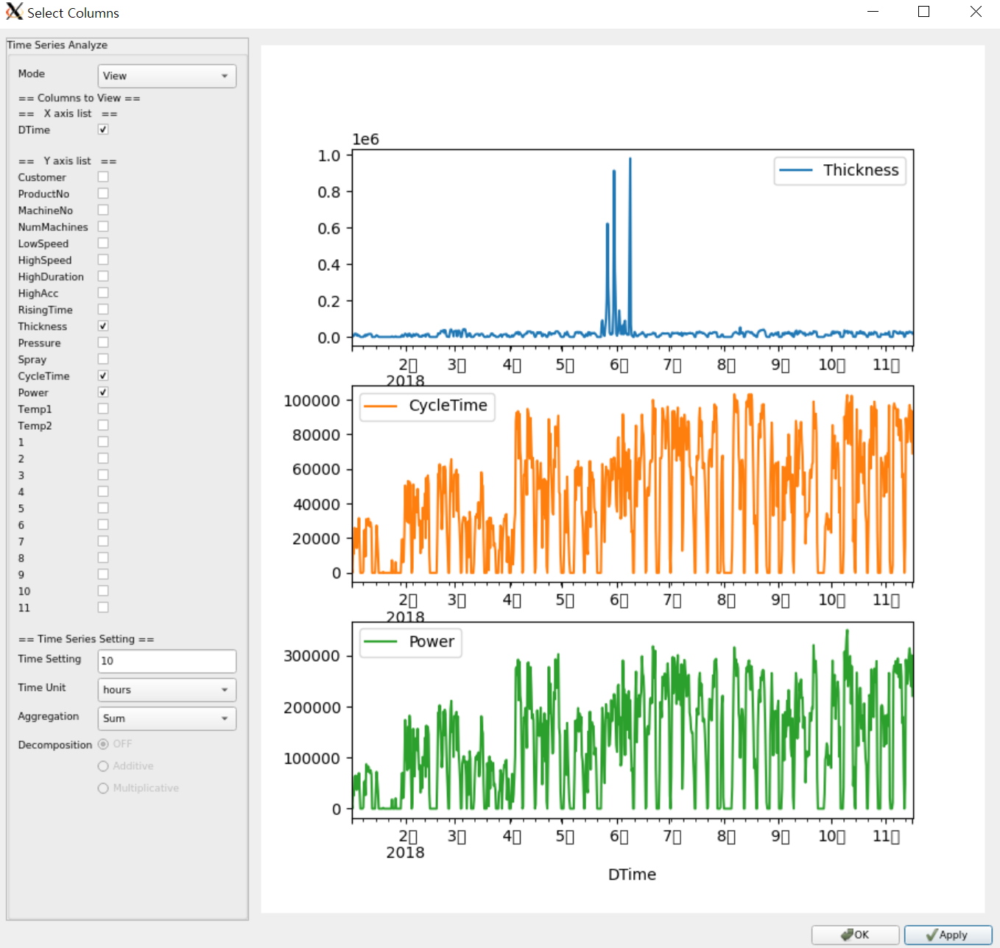 Select Columns
Time Series Analyze
Mode
View
== Columns to View ==
== X axis list ==
DTime
== Y axis list ==
Customer
ProductNo
MachineNo
NumMachines
LowSpeed
HighSpeed
HighDuration
HighAcc
RisingTime
Thickness
Pressure
Spray
CycleTime
Power
Temp1
Temp2
1
2
3
4
5
6
7
8
9
10
11
== Time Series Setting ==
Time Setting
10
Time Unit
hours
Aggregation
Sum
Decomposition
OFF
Additive
Multiplicative
1e6
1.0
0.8
0.6
0.4
0.2
0.0
Thickness
2▯ 3▯ 4▯ 5▯ 6▯ 7▯ 8▯ 9▯ 10▯ 11▯
2018
100000
80000
60000
40000
20000
0
CycleTime
2▯ 3▯ 4▯ 5▯ 6▯ 7▯ 8▯ 9▯ 10▯ 11▯
2018
300000
200000
100000
0
Power
2▯ 3▯ 4▯ 5▯ 6▯ 7▯ 8▯ 9▯ 10▯ 11▯
2018
DTime
OK
Apply